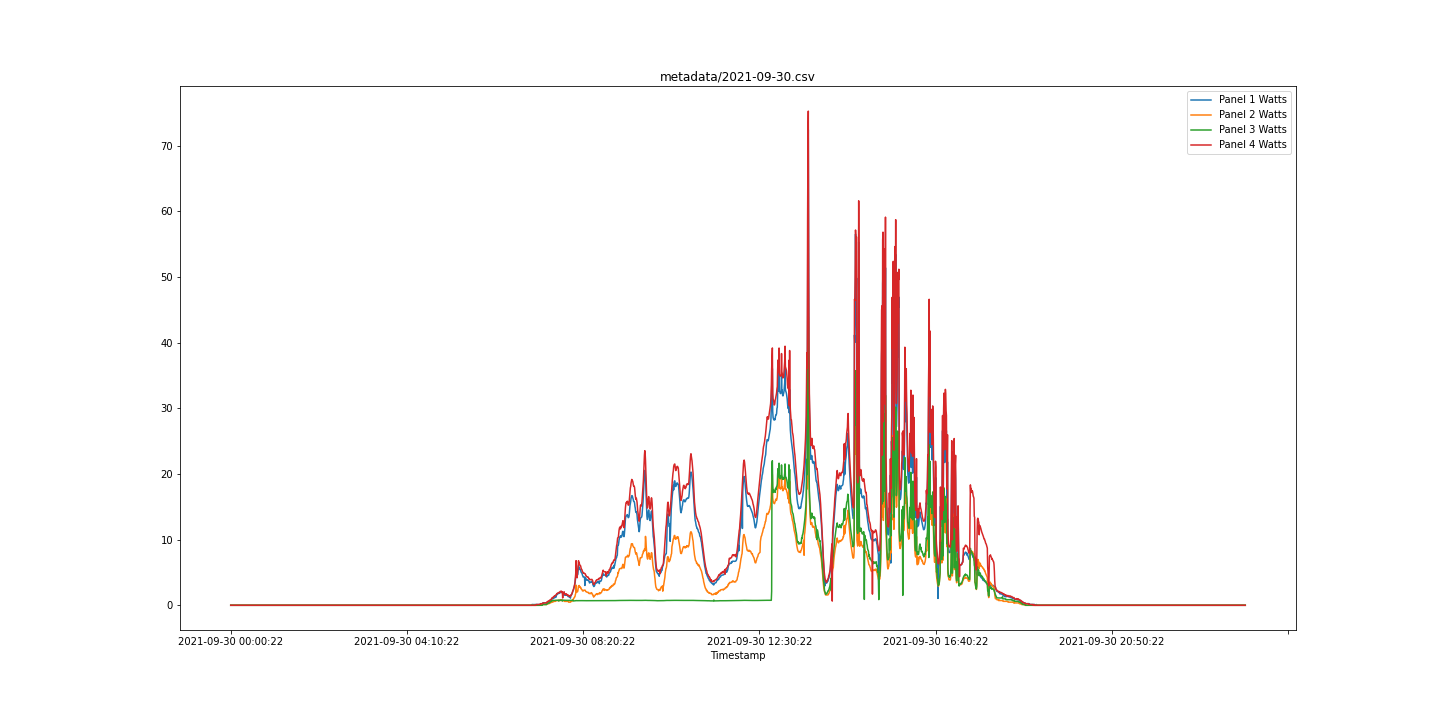 metadata/2021-09-30.csv
Panel 1 Watts
Panel 2 Watts
Panel 3 Watts
Panel 4 Watts
70
60
50
40
30
20
10
0
2021-09-30 00:00:22 2021-09-30 04:10:22 2021-09-30 08:20:22 2021-09-30 12:30:22 2021-09-30 16:40:22 2021-09-30 20:50:22
Timestamp